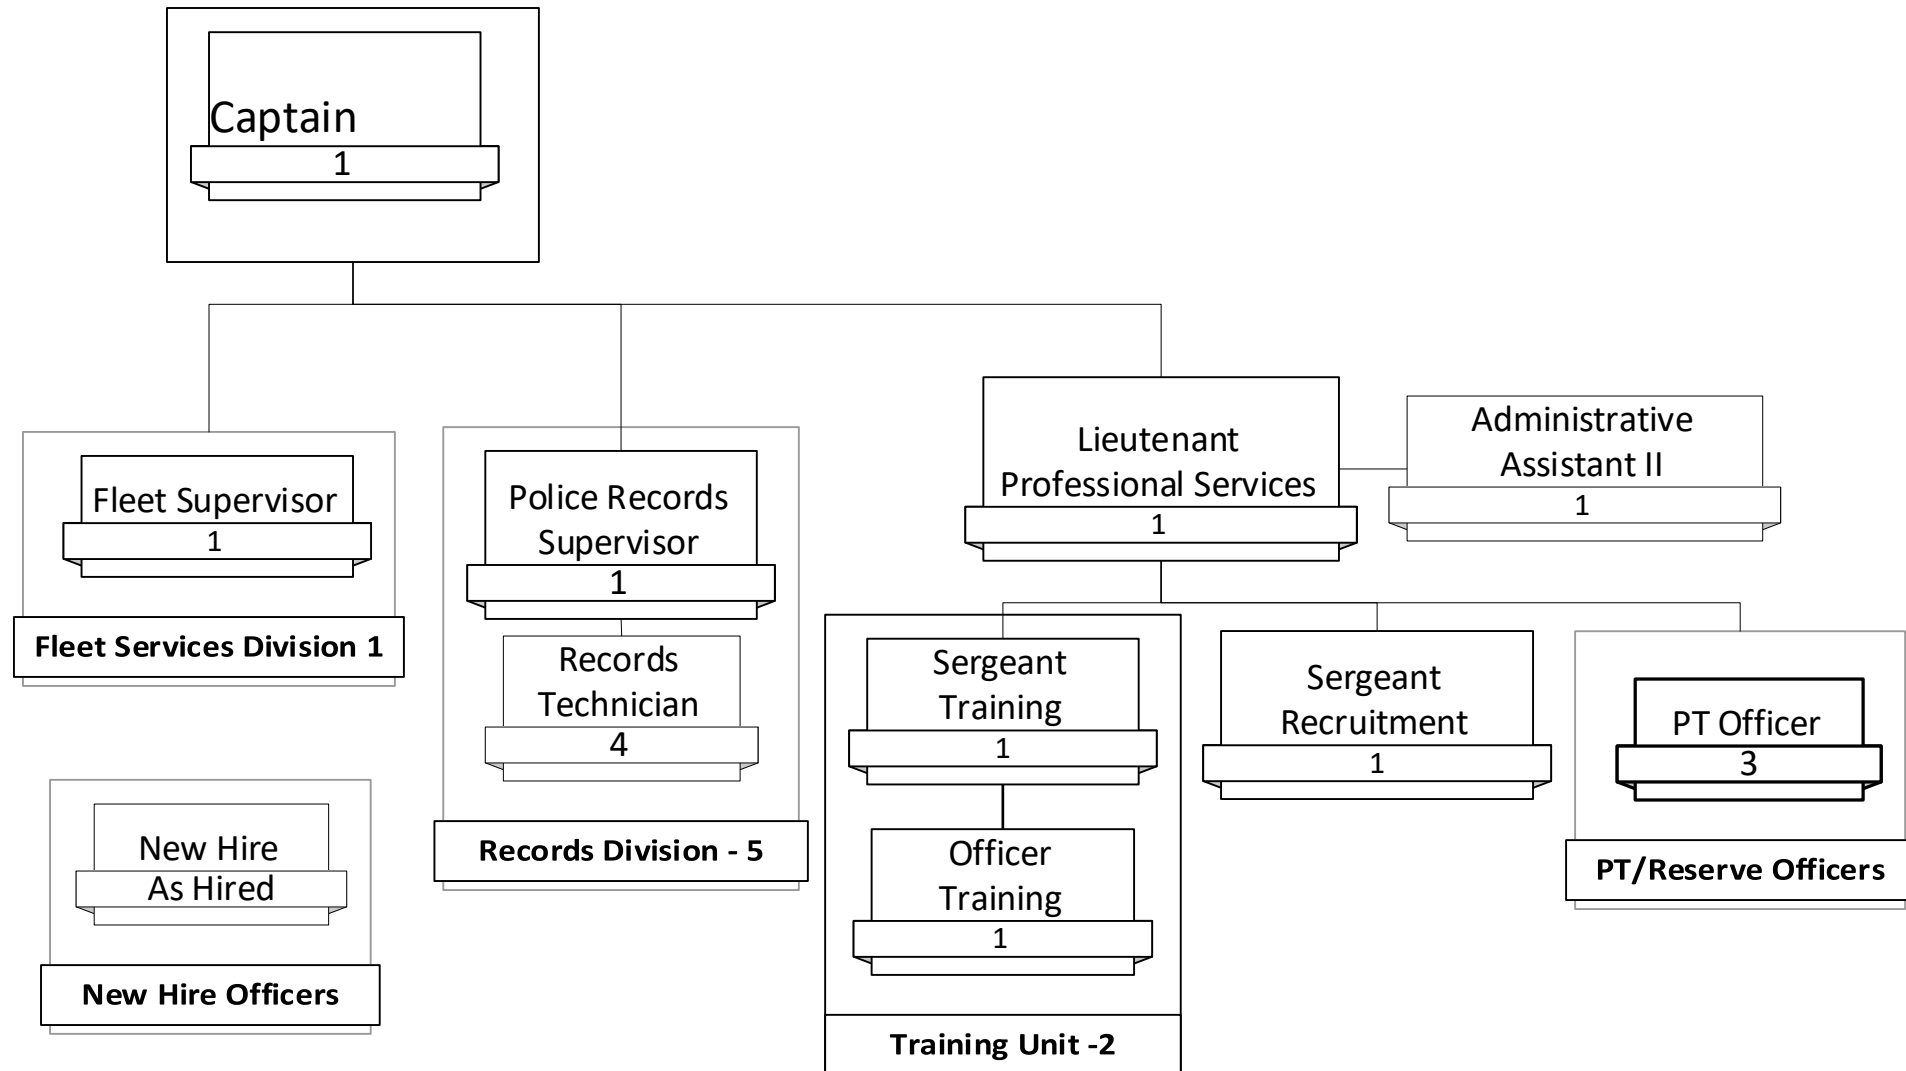 Captain
1
Fleet Supervisor
1
Fleet Services Division 1
Police Records
Supervisor
1
Records
Technician
4
Records Division - 5
Lieutenant
Professional Services
1
Administrative
Assistant II
1
Sergeant
Training
1
Officer
Training
1
Training Unit -2
Sergeant
Recruitment
1
PT Officer
3
PT/Reserve Officers
New Hire
As Hired
New Hire Officers